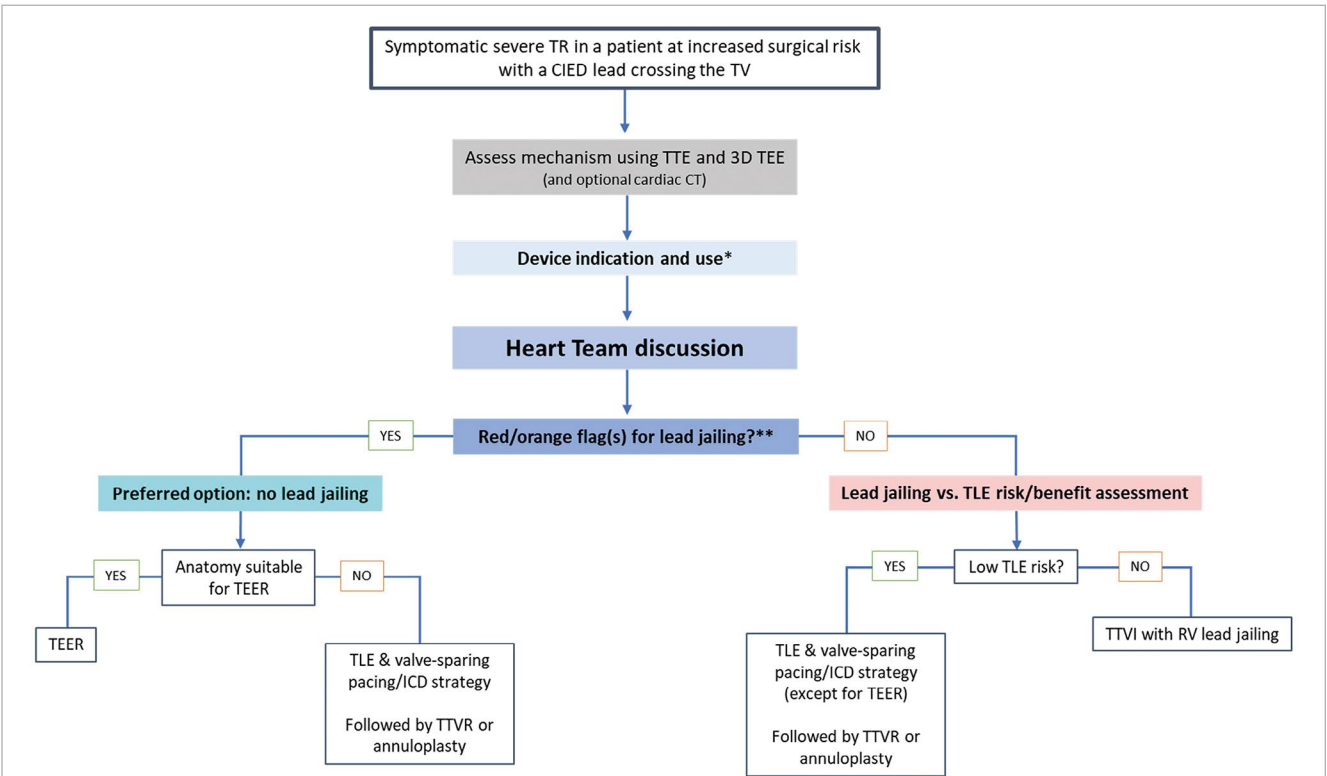 Symptomatic severe TR in a patient at increased surgical risk
with a CIED lead crossing the TV
Assess mechanism using TTE and 3D TEE
(and optional cardiac CT)
Device indication and use*
Heart Team discussion
YES
Red/orange flag(s) for lead jailing?**
NO
Preferred option: no lead jailing
Lead jailing vs. TLE risk/benefit assessment
YES
Anatomy suitable
for TEER
NO
YES
Low TLE risk?
NO
TEER
TLE & valve-sparing
pacing/ICD strategy
Followed by TTVR or
annuloplasty
TLE & valve-sparing
pacing/ICD strategy
(except for TEER)
Followed by TTVR or
annuloplasty
TTVI with RV lead jailing